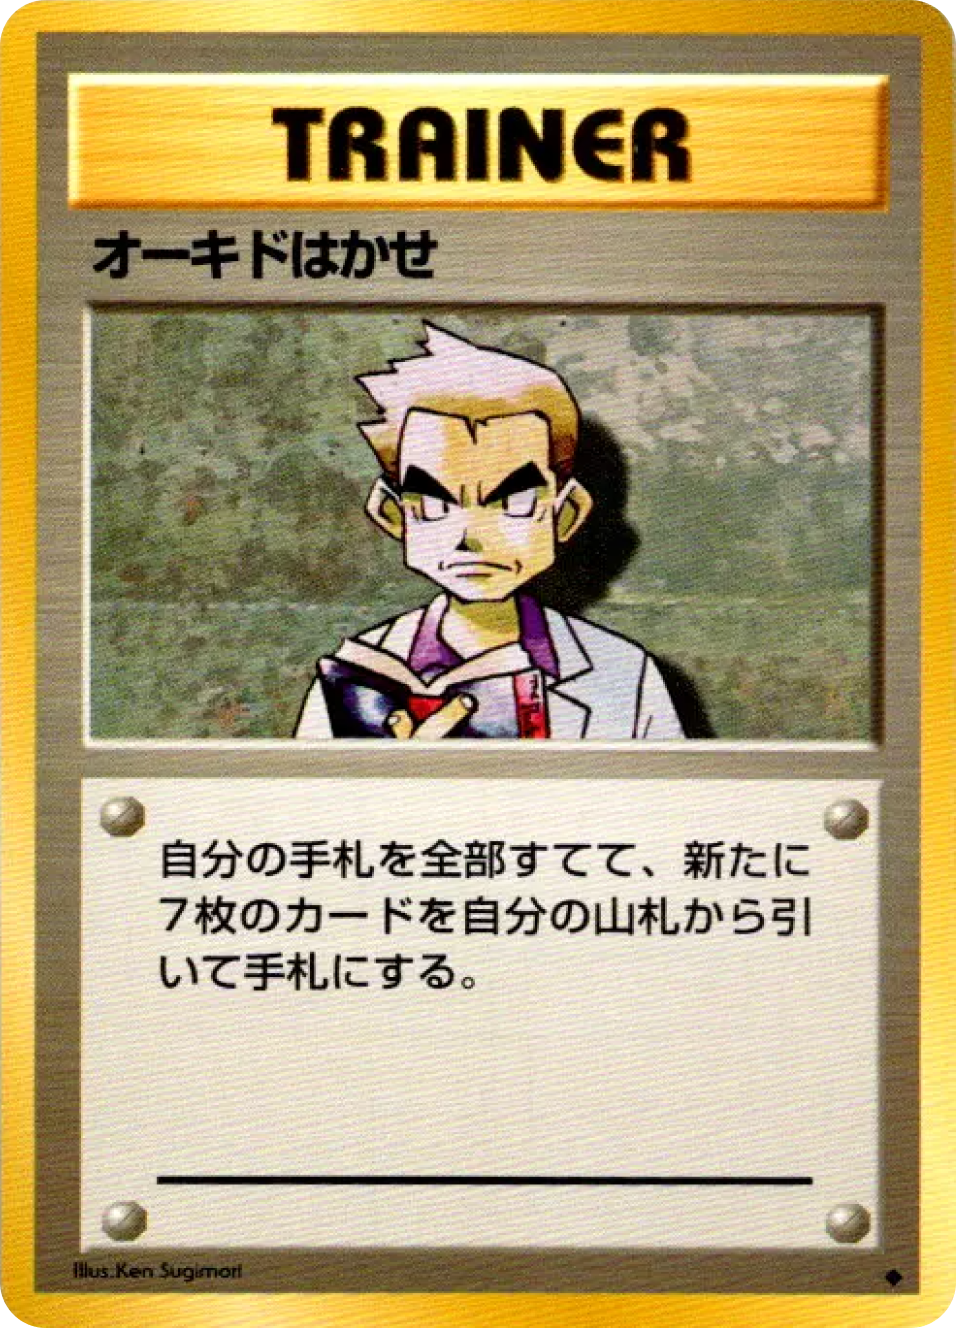 TRAINER
オーキドはかせ
自分の手札を全部すてて、新たに
7枚のカードを自分の山札から引
いて手札にする。
Illus.Ken Sugimori